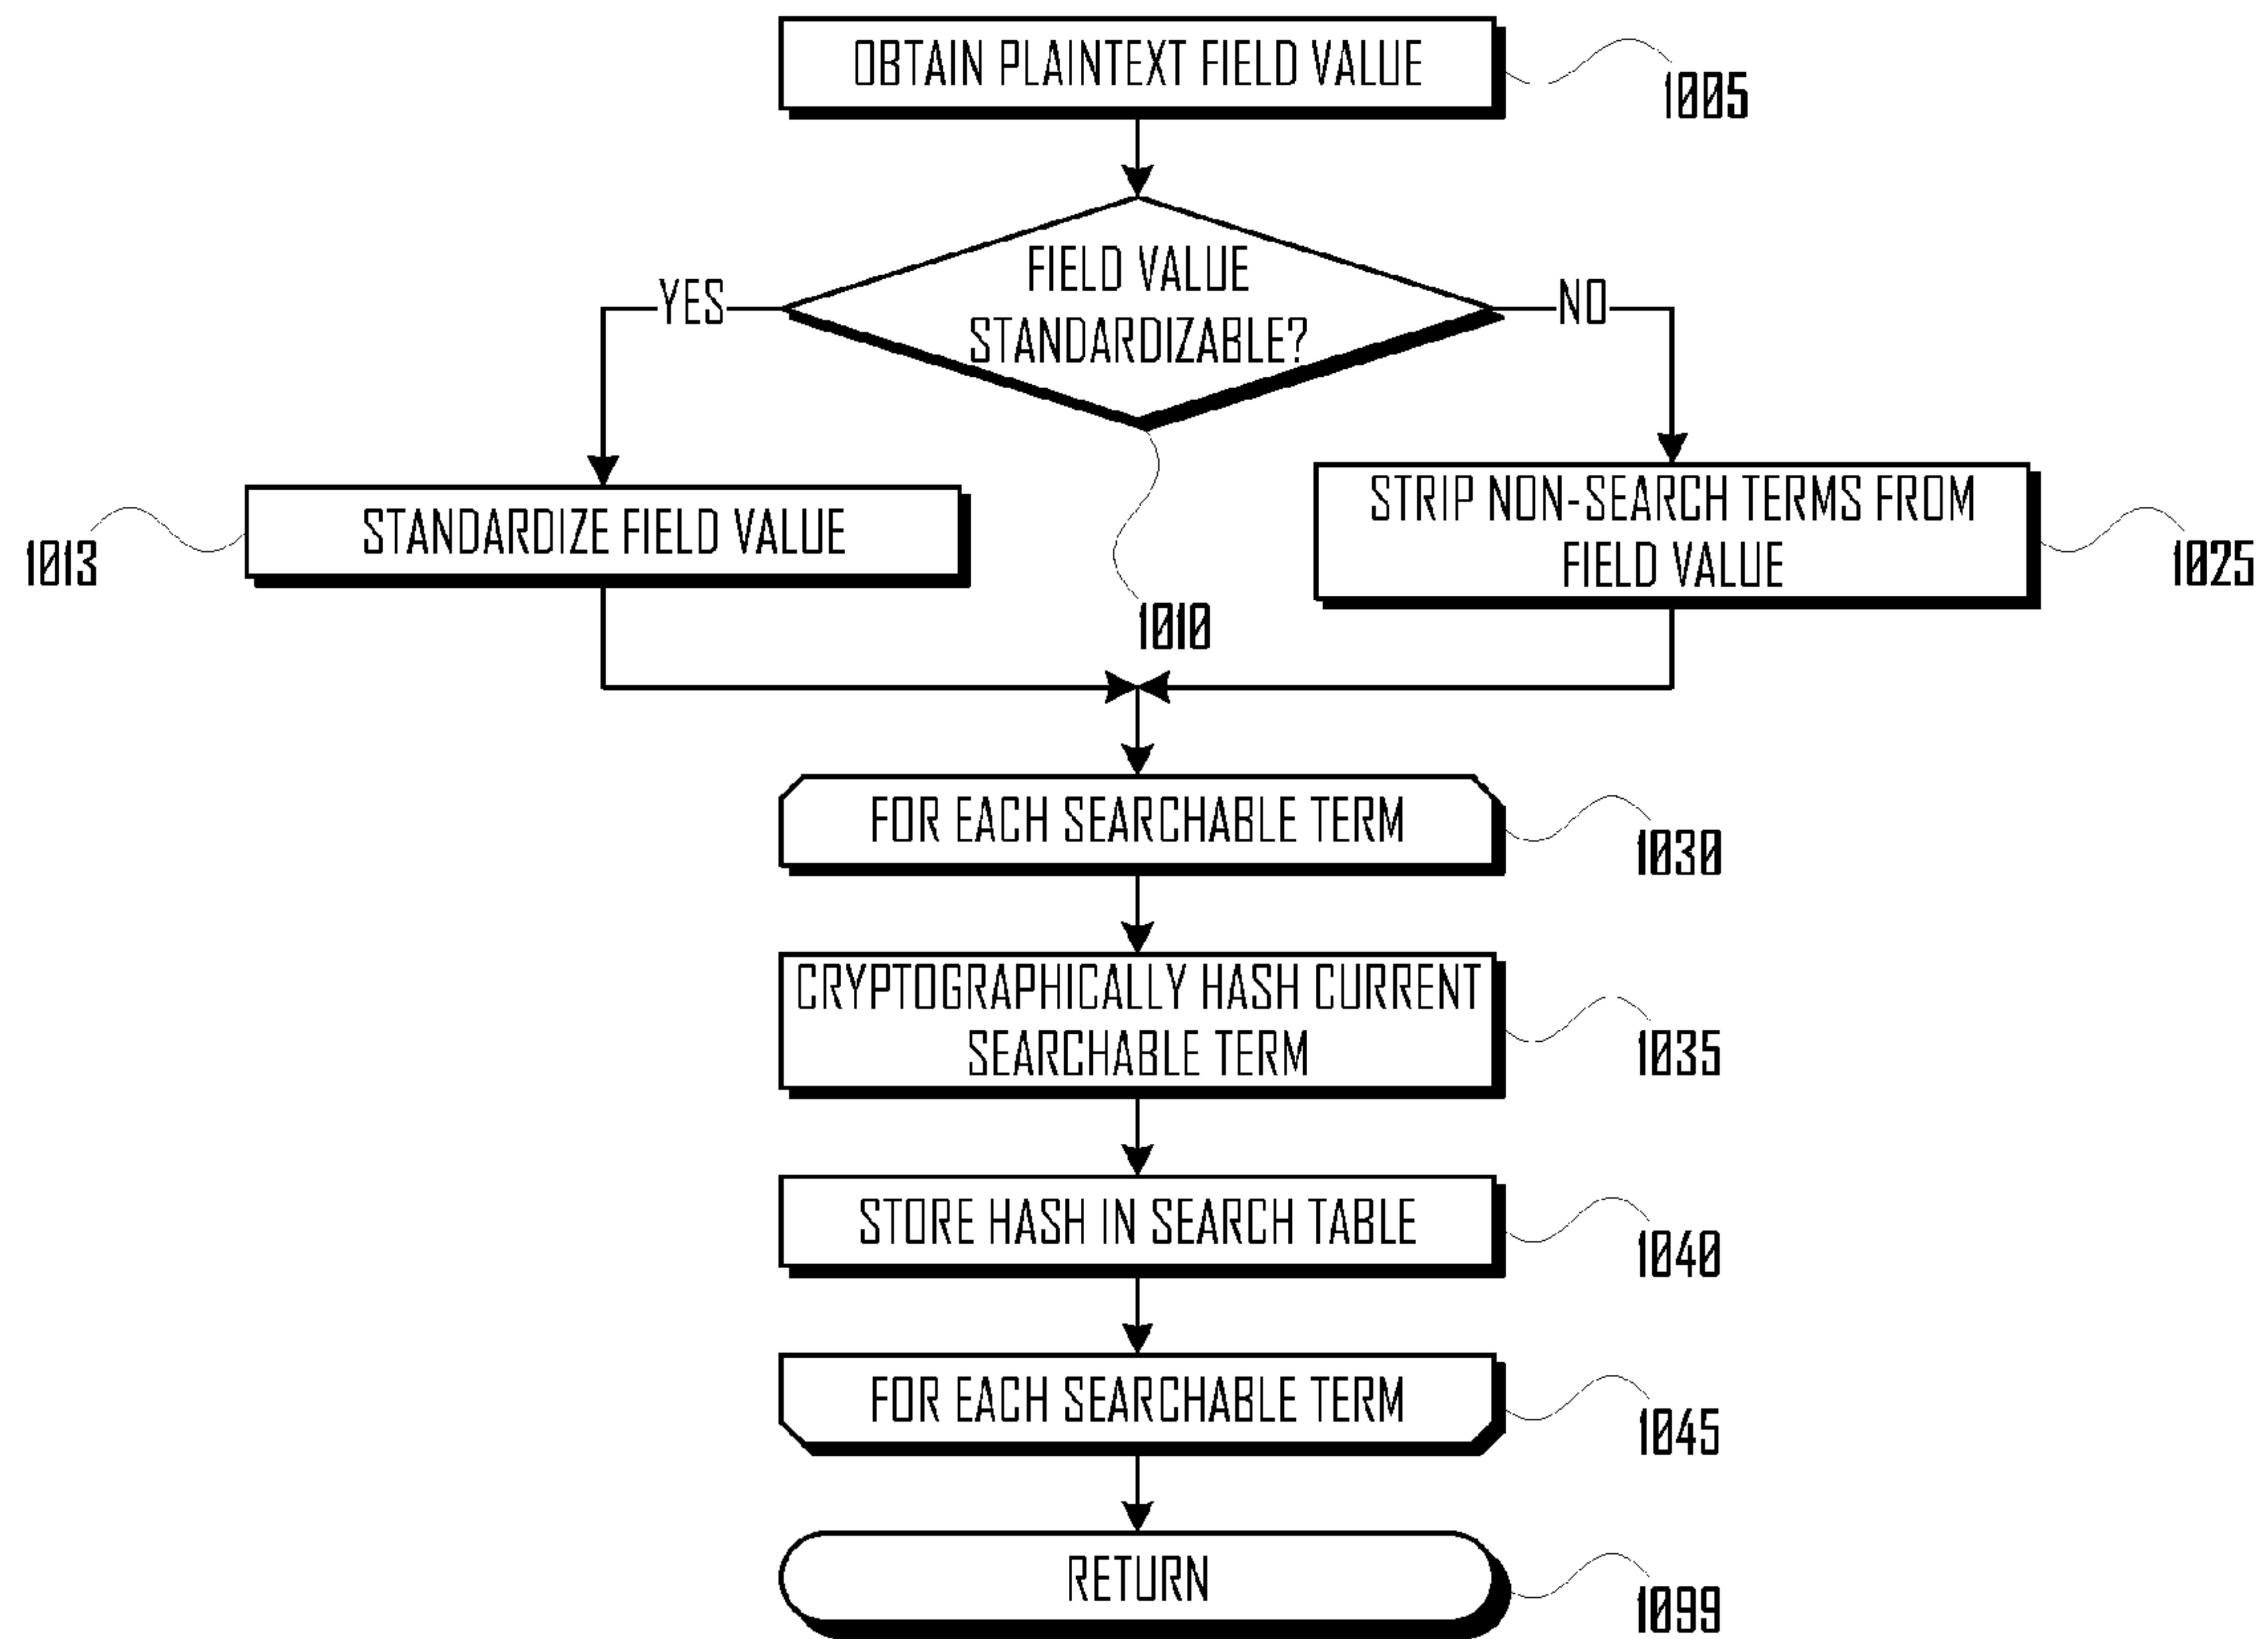 OBTAIN PLAINTEXT FIELD VALUE
1005
FIELD VALUE
STANDARDIZABLE?
YES
NO
1010
STANDARDIZE FIELD VALUE
1013
STRIP NON-SEARCH TERMS FROM
FIELD VALUE
1025
FOR EACH SEARCHABLE TERM
1030
CRYPTOGRAPHICALLY HASH CURRENT
SEARCHABLE TERM
1035
STORE HASH IN SEARCH TABLE
1040
FOR EACH SEARCHABLE TERM
1045
RETURN
1099